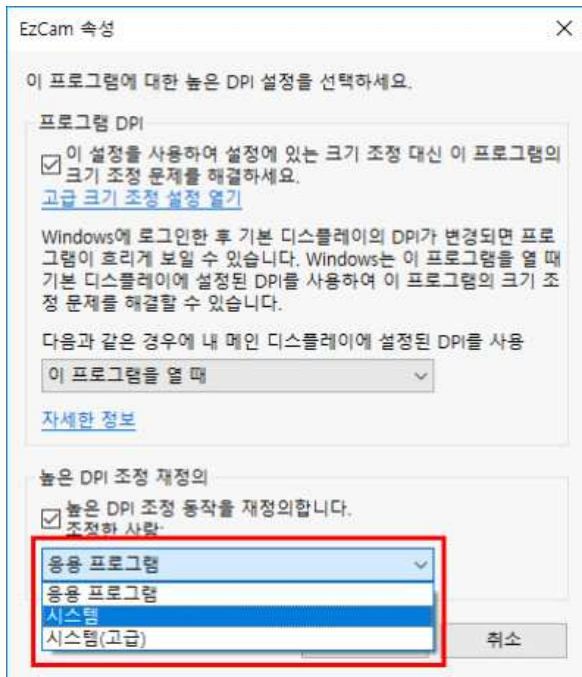 EzCam 속성
이 프로그램에 대한 높은 DPI 설정을 선택하세요.
프로그램 DPI
이 설정을 사용하여 설정에 있는 크기 조정 대신 이 프로그램의
크기 조정 문제를 해결하세요.
고급 크기 조정 설정 열기
Windows에 로그인한 후 기본 디스플레이의 DPI가 변경되면 프로
그램이 흐리게 보일 수 있습니다. Windows는 이 프로그램을 열 때
기본 디스플레이에 설정된 DPI를 사용하여 이 프로그램의 크기 조
정 문제를 해결할 수 있습니다.
다음과 같은 경우에 내 메인 디스플레이에 설정된 DPI를 사용
이 프로그램을 열 때
자세한 정보
높은 DPI 조정 재정의
높은 DPI 조정 동작을 재정의합니다.
조정한 사람:
응용 프로그램
응용 프로그램
시스템
시스템(고급)
취소